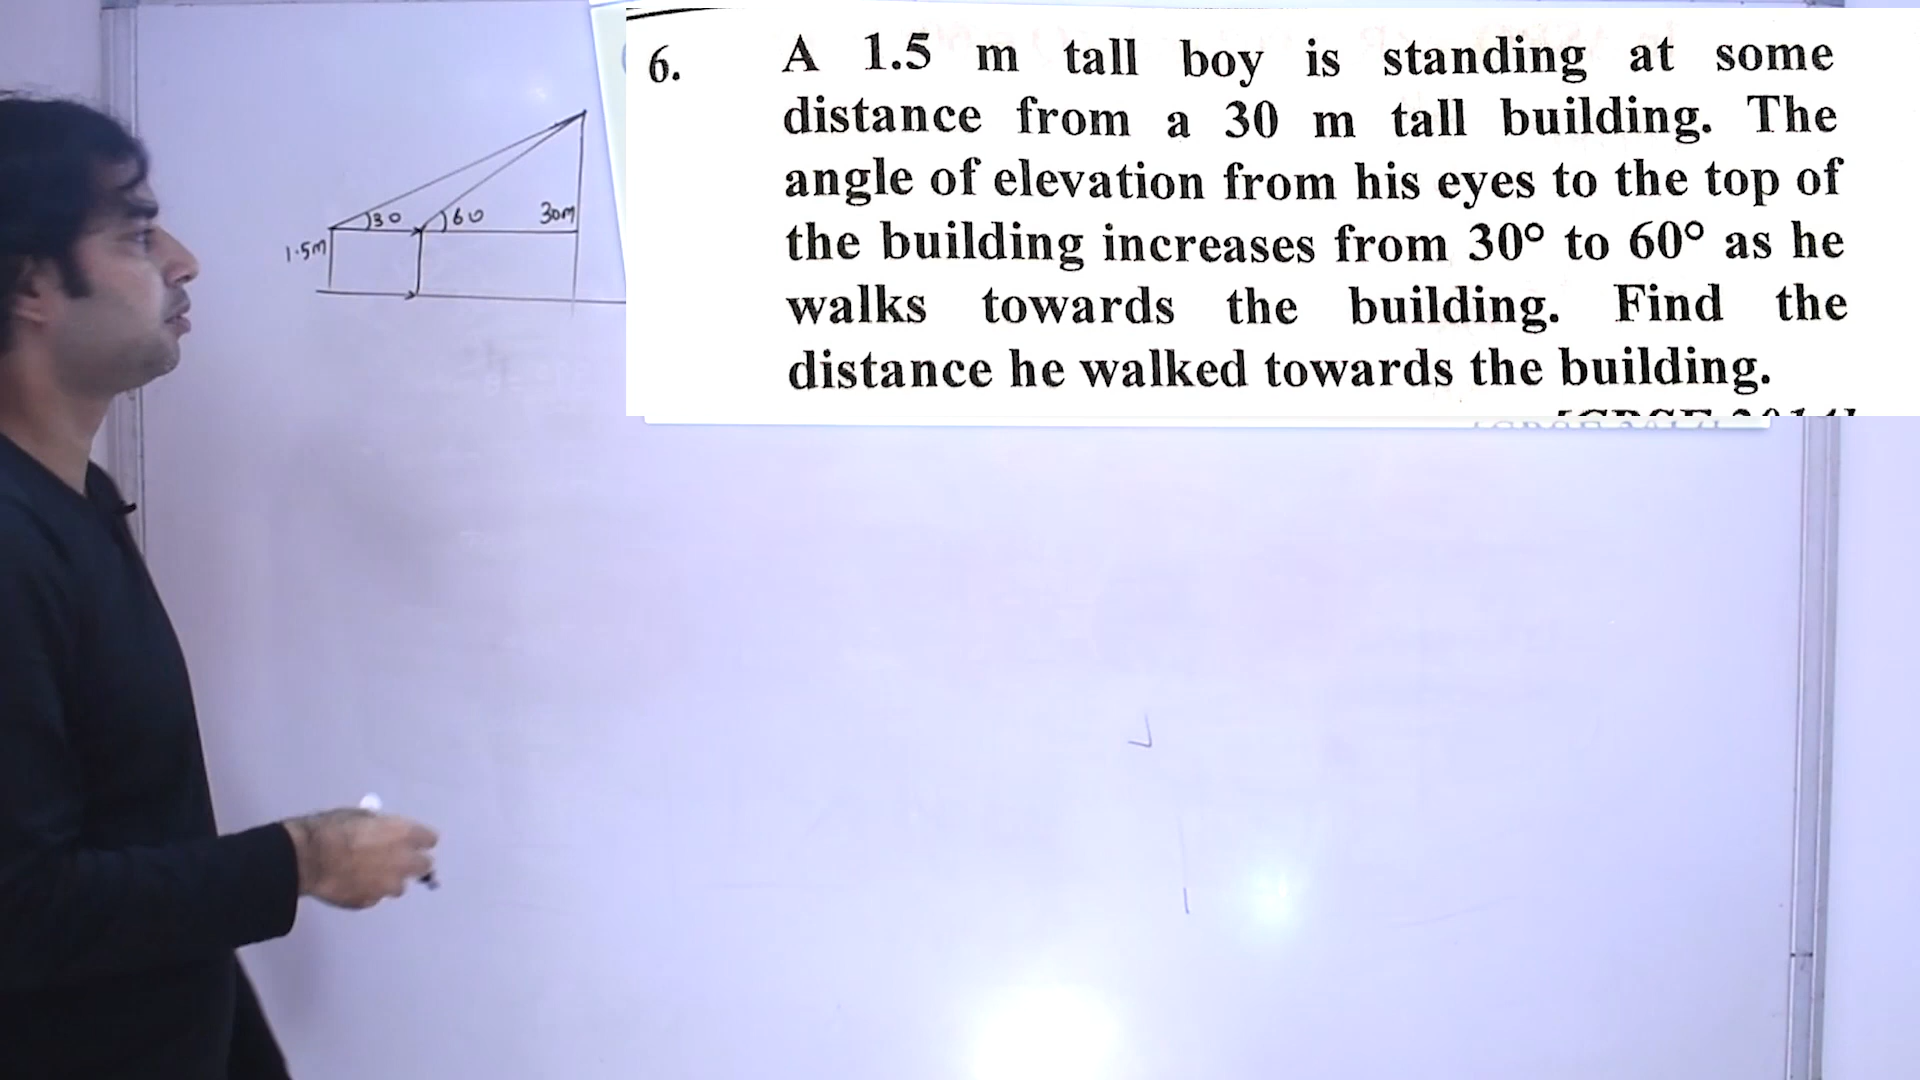 6. A 1.5 m tall boy is standing at some
distance from a 30 m tall building. The
angle of elevation from his eyes to the top of
the building increases from 30° to 60° as he
walks towards the building. Find the
distance he walked towards the building.
30
60
30m
1.5m